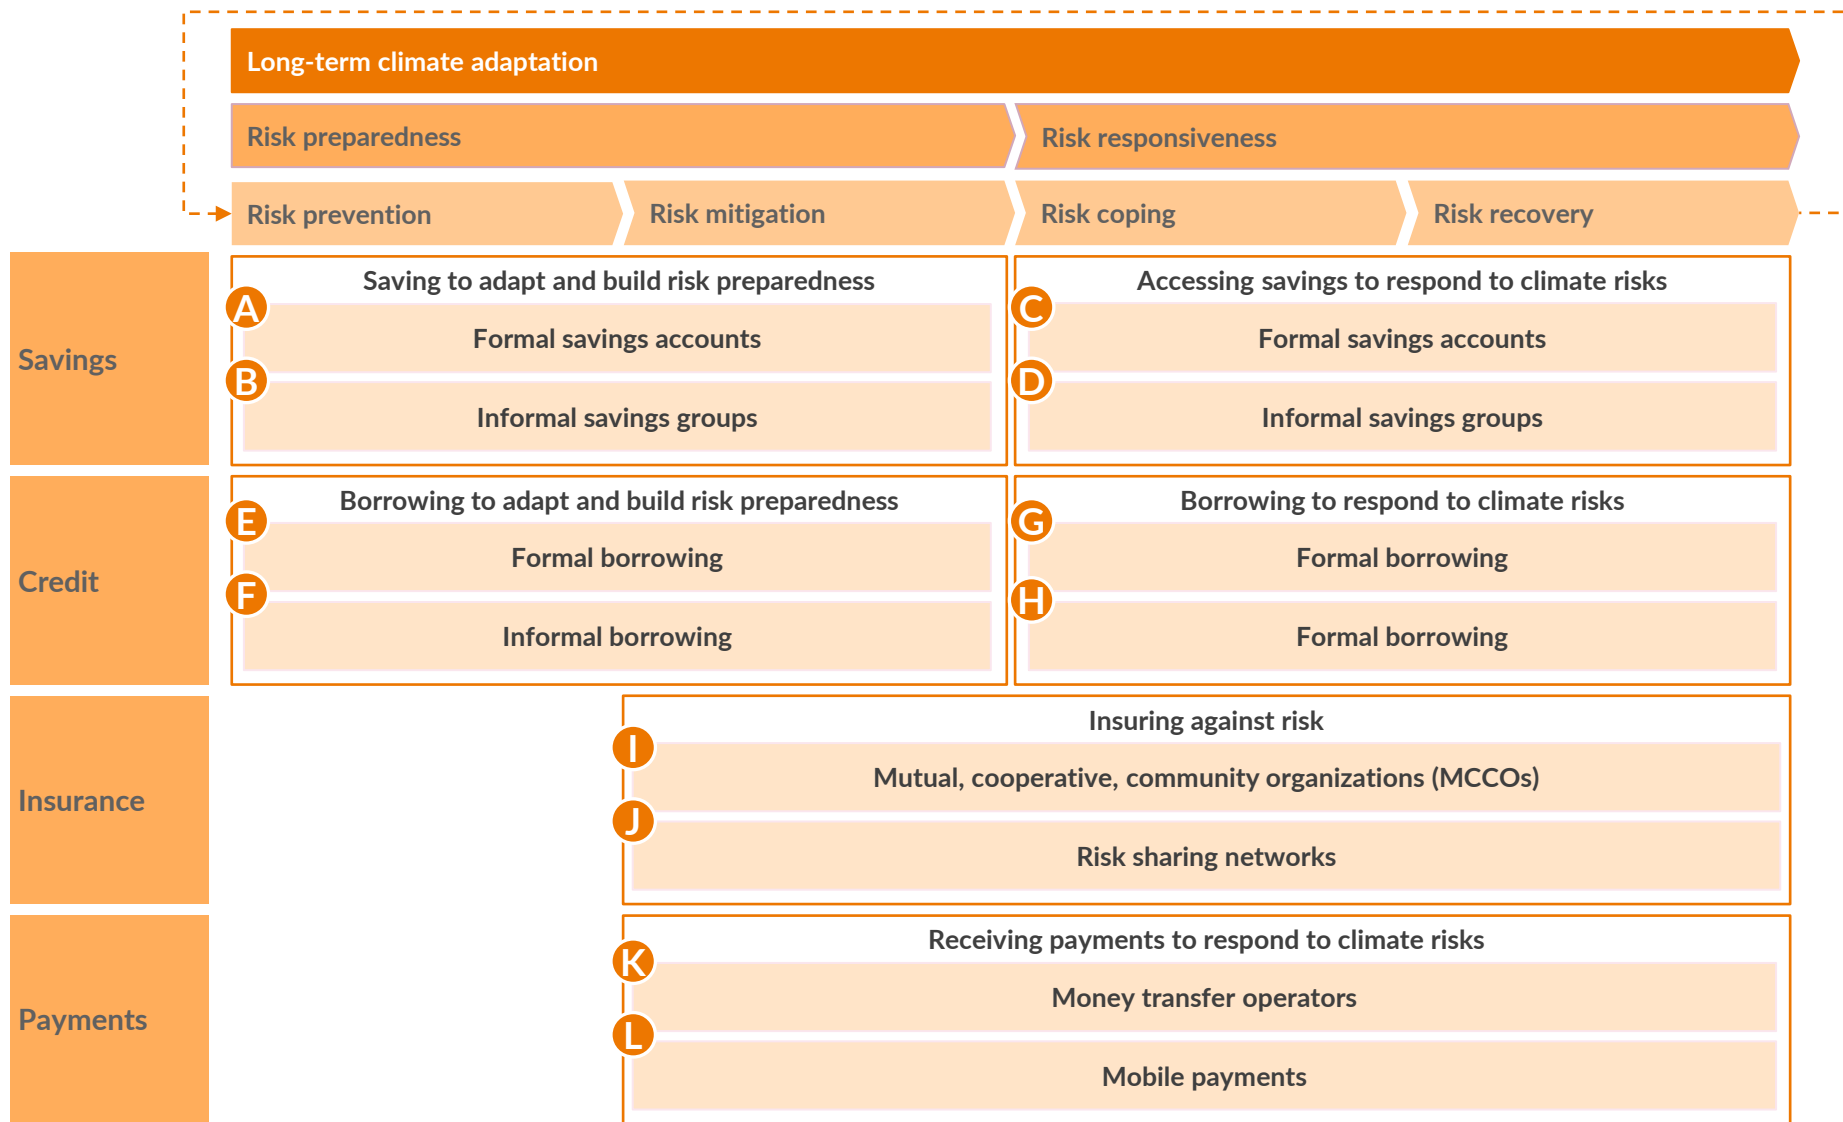 Long-term climate adaptation
Risk preparedness
Risk responsiveness
Risk prevention
Risk mitigation
Risk coping
Risk recovery
Savings
Saving to adapt and build risk preparedness
A
Formal savings accounts
B
Informal savings groups
Accessing savings to respond to climate risks
C
Formal savings accounts
D
Informal savings groups
Credit
Borrowing to adapt and build risk preparedness
E
Formal borrowing
F
Informal borrowing
Borrowing to respond to climate risks
G
Formal borrowing
H
Formal borrowing
Insurance
Insuring against risk
I
Mutual, cooperative, community organizations (MCCOs)
J
Risk sharing networks
Payments
Receiving payments to respond to climate risks
K
Money transfer operators
L
Mobile payments